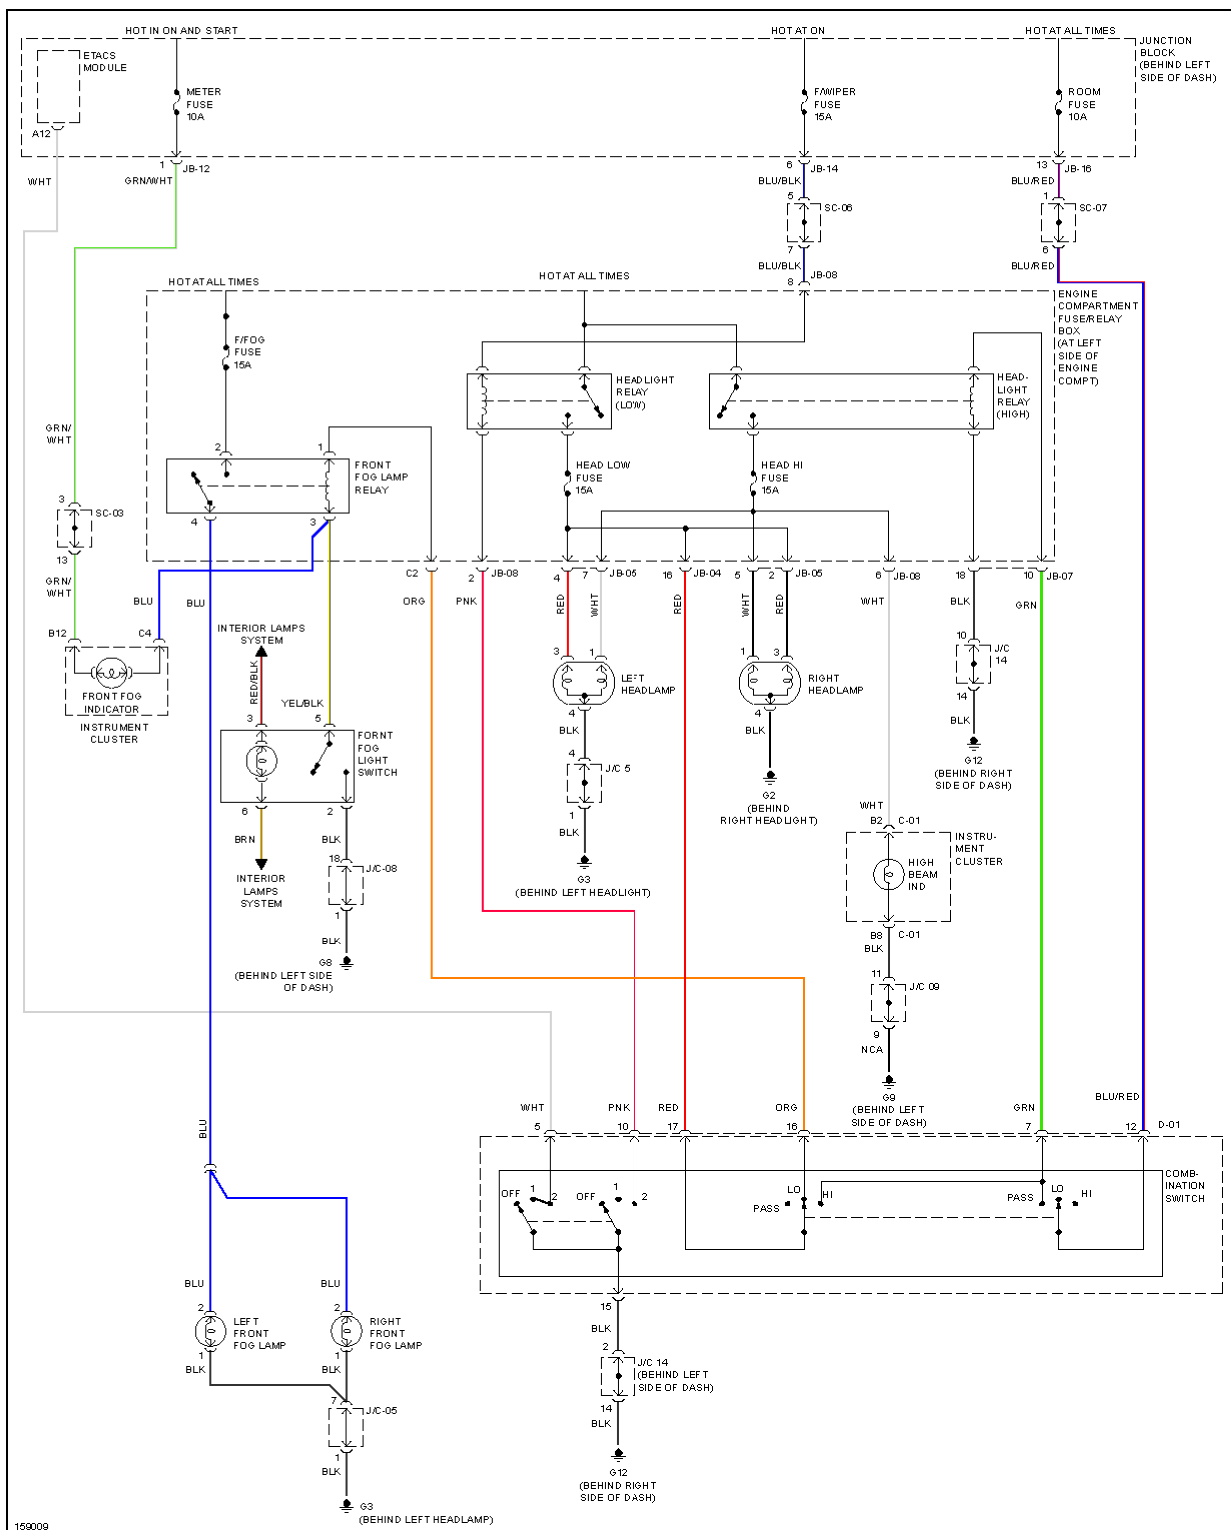 HOT IN ON AND START
HOT AT ON
HOT AT ALL TIMES
ETACS
MODULE
METER
FUSE
10A
F/WIPER
FUSE
15A
ROOM
FUSE
10A
JUNCTION
BLOCK
(BEHIND LEFT
SIDE OF DASH)
A12
1 JB-12
6 JB-14
13 JB-16
WHT
GRN/WHT
BLU/BLK
BLU/RED
5 SC-06
1 SC-07
7
6
BLU/BLK
BLU/RED
JB-08
8
HOT AT ALL TIMES
HOT AT ALL TIMES
ENGINE
COMPARTMENT
FUSE/RELAY
BOX
(AT LEFT
SIDE OF
ENGINE
COMPT)
F/FOG
FUSE
15A
HEADLIGHT
RELAY
(LOW)
HEAD-
LIGHT
RELAY
(HIGH)
GRN/
WHT
2
1
FRONT
FOG LAMP
RELAY
HEAD LOW
FUSE
15A
HEAD HI
FUSE
15A
3
SC-03
13
4
3
GRN/
WHT
C2
2 JB-08
4
7 JB-05
16 JB-04
5
2 JB-05
6 JB-08
18
10 JB-07
BLU
BLU
ORG
PNK
RED
WHT
RED
WHT
RED
WHT
BLK
GRN
B12
C4
INTERIOR LAMPS
SYSTEM
FRONT FOG
INDICATOR
INSTRUMENT
CLUSTER
RED/BLK
YEL/BLK
3
1
LEFT
HEADLAMP
1
3
RIGHT
HEADLAMP
10
J/C
14
14
BLK
G12
(BEHIND RIGHT
SIDE OF DASH)
3
5
FORNT
FOG
LIGHT
SWITCH
4
BLK
4
J/C 5
1
BLK
G3
(BEHIND LEFT HEADLIGHT)
4
BLK
G2
(BEHIND
RIGHT HEADLIGHT)
6
2
BRN
BLK
INTERIOR
LAMPS
SYSTEM
18
J/C-08
1
BLK
G8
(BEHIND LEFT SIDE
OF DASH)
WHT
B2 C-01
INSTRU-
MENT
CLUSTER
HIGH
BEAM
IND
B8 C-01
BLK
11
J/C 09
9
NCA
G9
(BEHIND LEFT
SIDE OF DASH)
BLU
WHT
PNK
RED
ORG
GRN
BLU/RED
5
10
17
16
7
12
D-01
COMB-
INATION
SWITCH
OFF
1
2
OFF
1
2
PASS
LO
HI
PASS
LO
HI
BLU
BLU
2
LEFT
FRONT
FOG LAMP
2
RIGHT
FRONT
FOG LAMP
1
BLK
1
BLK
7
J/C-05
1
BLK
G3
(BEHIND LEFT HEADLAMP)
15
BLK
2
J/C 14
(BEHIND LEFT
SIDE OF DASH)
14
BLK
G12
(BEHIND RIGHT
SIDE OF DASH)
159009